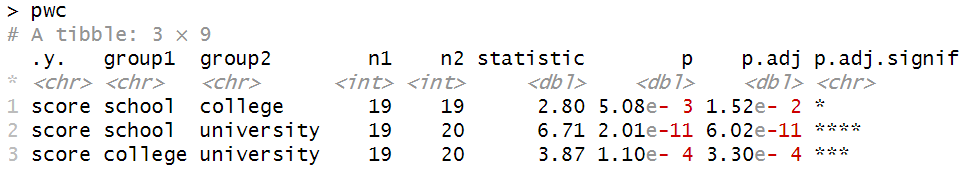 > pwc
# A tibble: 3 × 9
.y. group1 group2 n1 n2 statistic p p.adj p.adj.signif
* <chr> <chr> <chr> <int> <int> <dbl> <dbl> <dbl> <chr>
1 score school college 19 19 2.80 5.08e- 3 1.52e- 2 *
2 score school university 19 20 6.71 2.01e-11 6.02e-11 ****
3 score college university 19 20 3.87 1.10e- 4 3.30e- 4 ***